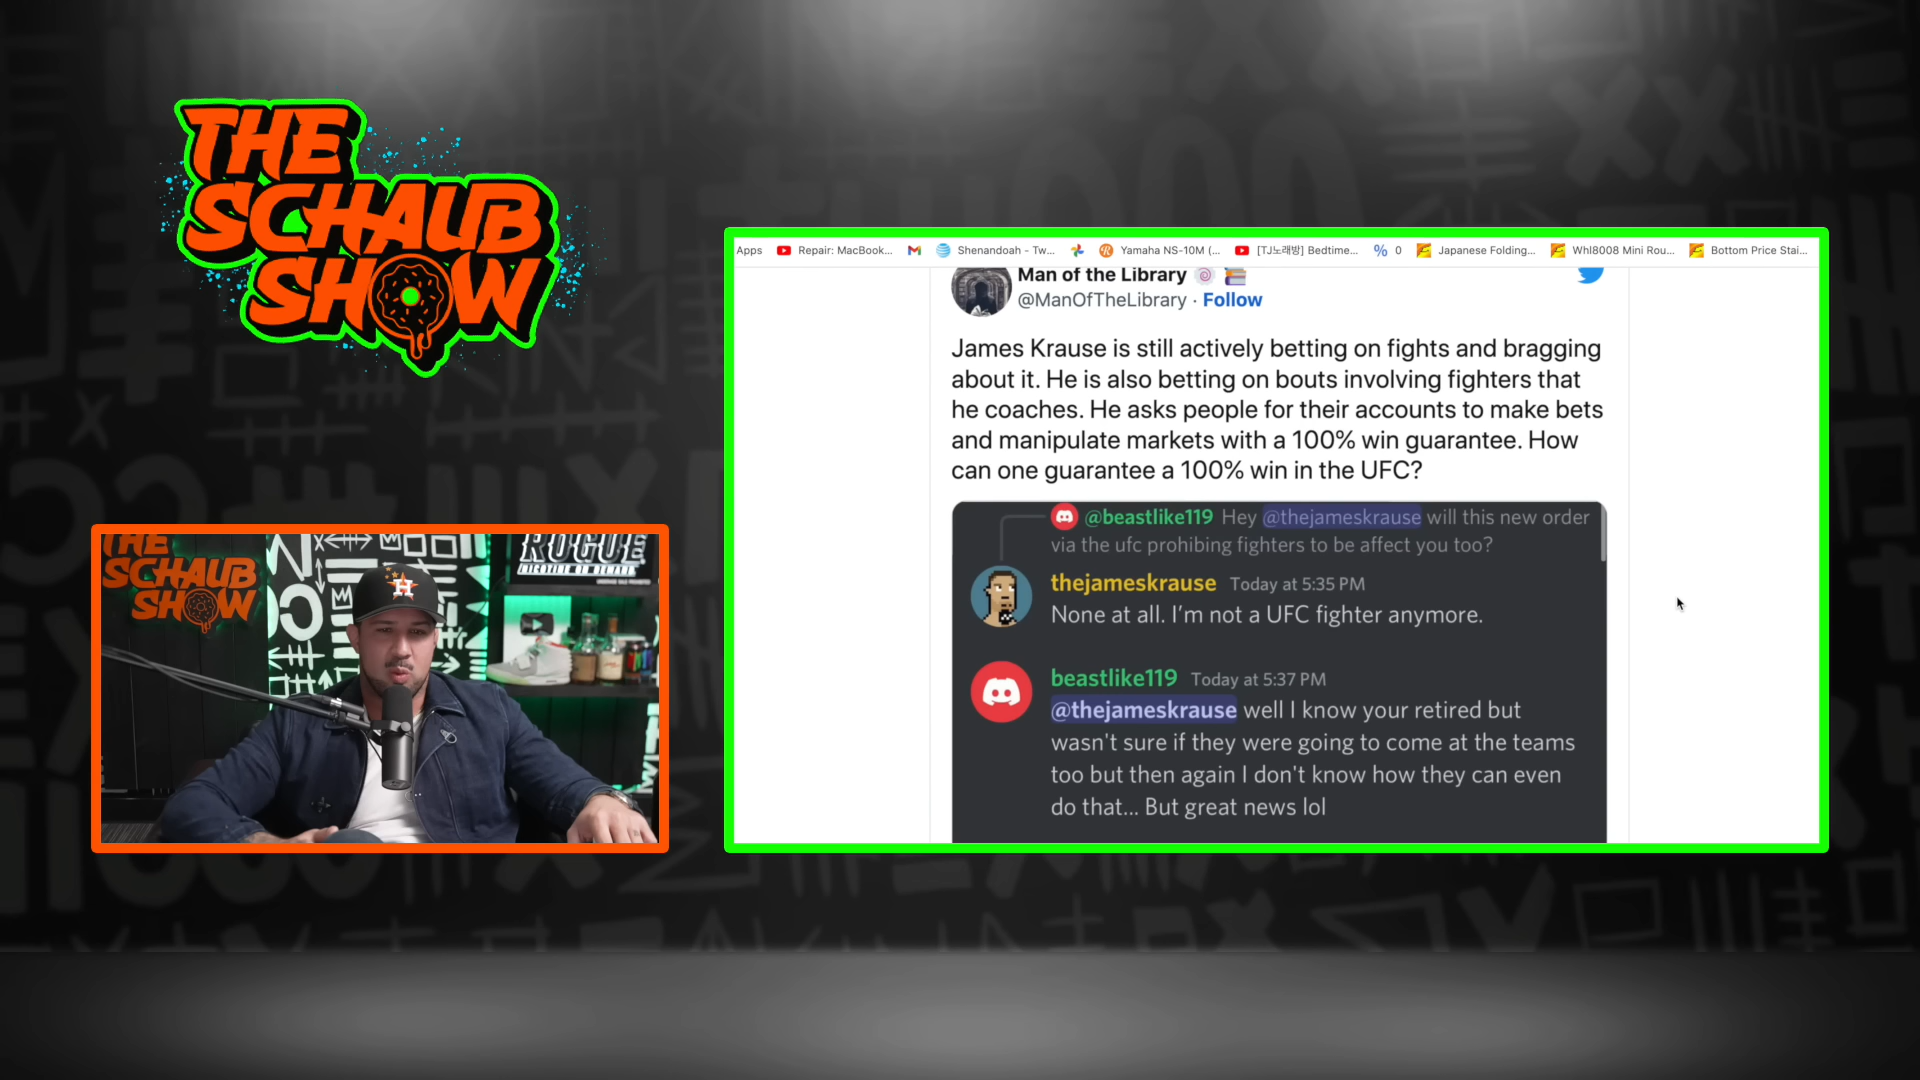 THE
SCHAUB
SHOW
THE
SCHAUB
SHOW
ROGUE
Apps
Repair: MacBook...
Shenandoah - Tw...
Yamaha NS-10M (...
[TJ노래방] Bedtime...
0
Japanese Folding...
Whl8008 Mini Rou...
Bottom Price Stai...
Man of the Library
@ManOfTheLibrary · Follow
James Krause is still actively betting on fights and bragging
about it. He is also betting on bouts involving fighters that
he coaches. He asks people for their accounts to make bets
and manipulate markets with a 100% win guarantee. How
can one guarantee a 100% win in the UFC?
@beastlike119 Hey @thejameskrause will this new order
via the ufc prohibing fighters to be affect you too?
thejameskrause Today at 5:35 PM
None at all. I'm not a UFC fighter anymore.
beastlike119 Today at 5:37 PM
@thejameskrause well I know your retired but
wasn't sure if they were going to come at the teams
too but then again I don't know how they can even
do that... But great news lol